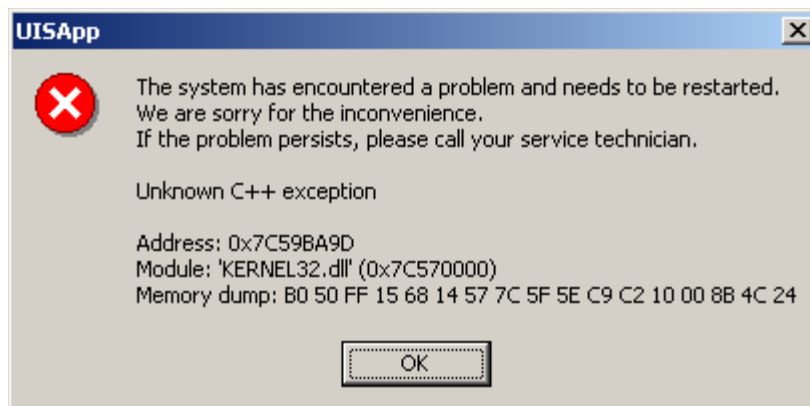 UISApp
The system has encountered a problem and needs to be restarted.
We are sorry for the inconvenience.
If the problem persists, please call your service technician.
Unknown C++ exception
Address: 0x7C59BA9D
Module: 'KERNEL32.dll' (0x7C570000)
Memory dump: B0 50 FF 15 68 14 57 7C 5F 5E C9 C2 10 00 8B 4C 24
OK